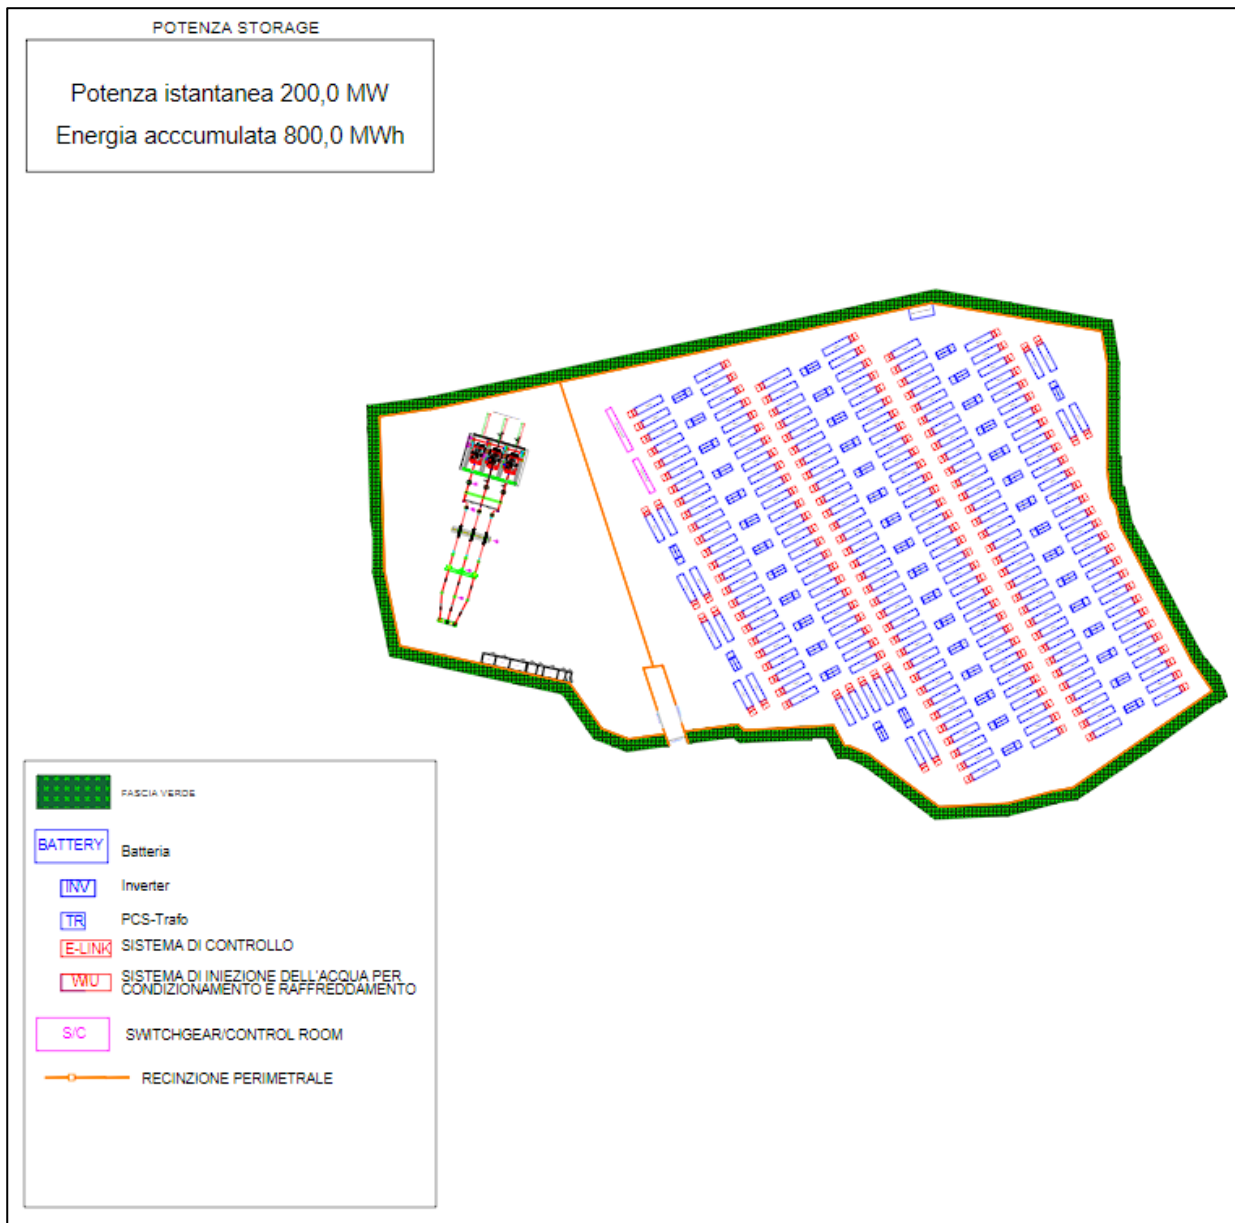 POTENZA STORAGE
Potenza istantanea 200,0 MW
Energia acccumulata 800,0 MWh
FASCIA VERDE
BATTERY Batteria
INV Inverter
TR PCS-Trafo
E-LINK SISTEMA DI CONTROLLO
WIU SISTEMA DI INIEZIONE DELL'ACQUA PER
CONDIZIONAMENTO E RAFFREDDAMENTO
S/C SWITCHGEAR/CONTROL ROOM
RECINZIONE PERIMETRALE